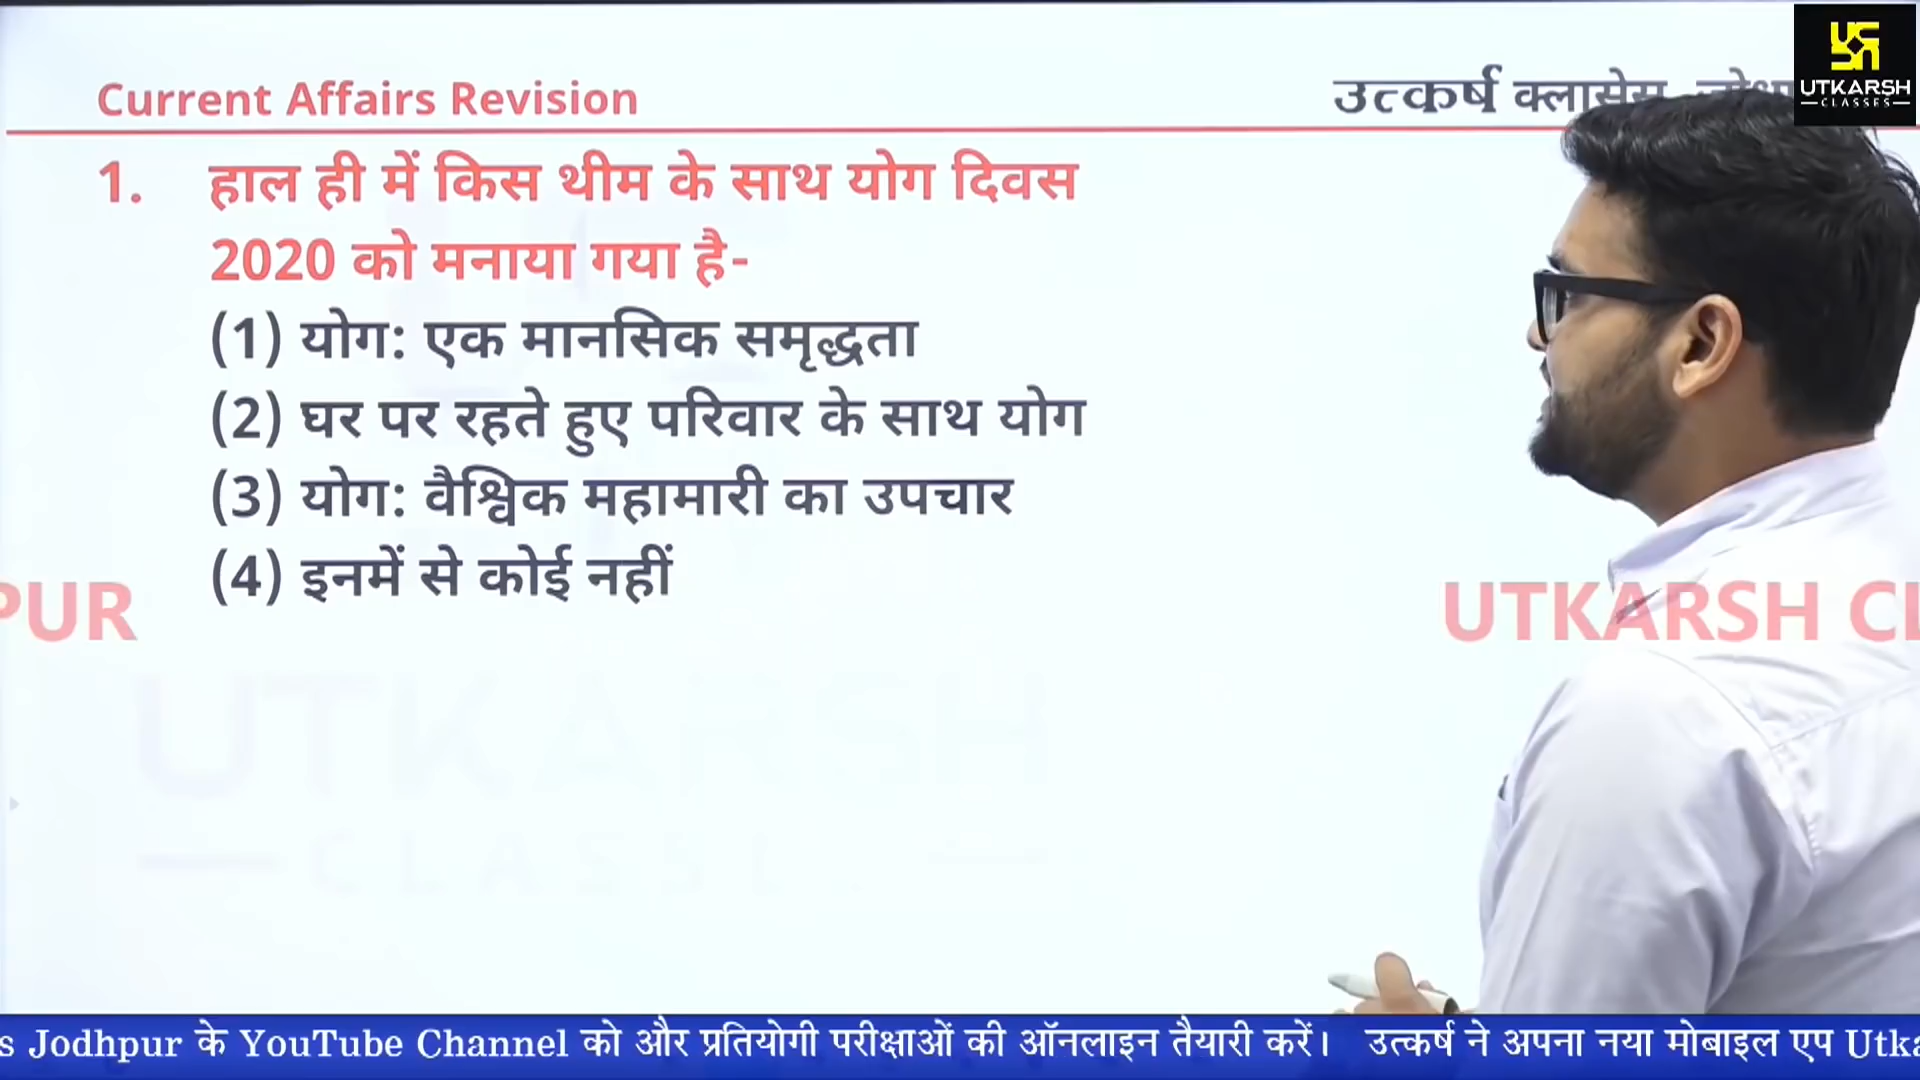 Current Affairs Revision
उत्कर्ष क्लासेस
UTKARSH
CLASSES
1. हाल ही में किस थीम के साथ योग दिवस
2020 को मनाया गया है-
(1) योग: एक मानसिक समृद्धता
(2) घर पर रहते हुए परिवार के साथ योग
(3) योग: वैश्विक महामारी का उपचार
(4) इनमें से कोई नहीं
PUR
UTKARSH CL
s Jodhpur के YouTube Channel को और प्रतियोगी परीक्षाओं की ऑनलाइन तैयारी करें। उत्कर्ष ने अपना नया मोबाइल एप Utka